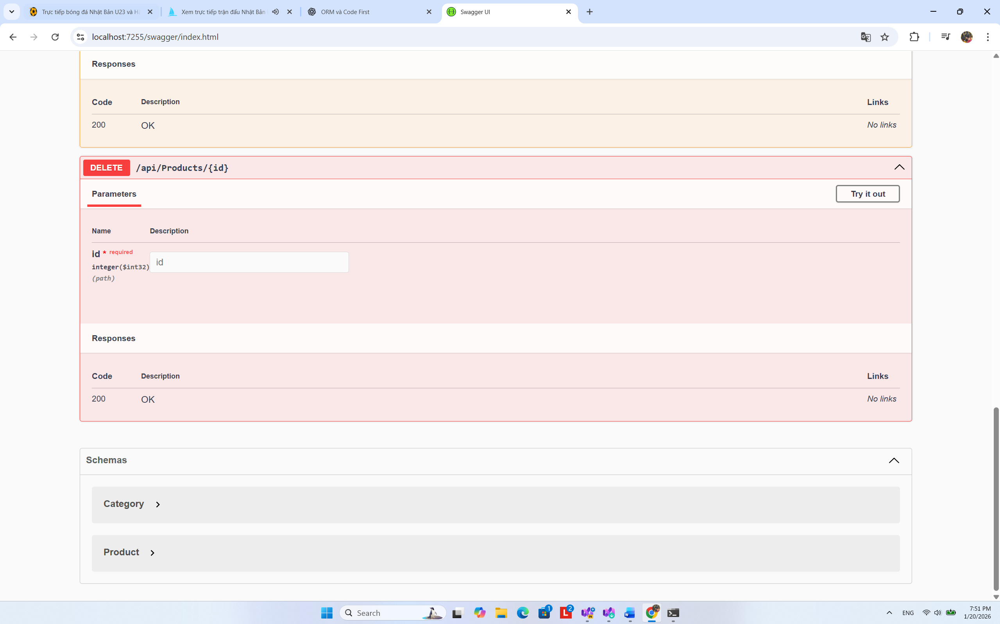 Trực tiếp bóng đá Nhật Bản U23 và Hà
Xem trực tiếp trận đấu Nhật Bản
ORM và Code First
Swagger UI
localhost:7255/swagger/index.html
Responses
Code Description Links
200 OK No links
DELETE /api/Products/{id}
Parameters Try it out
Name Description
id * required
integer($int32)
(path)
id
Responses
Code Description Links
200 OK No links
Schemas
Category
Product
Search
1
2
ENG
7:51 PM
1/20/2026